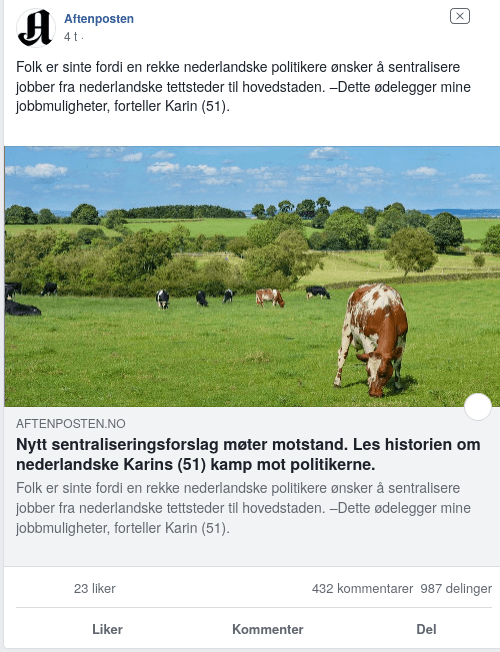 Aftenposten
4 t ·
Folk er sinte fordi en rekke nederlandske politikere ønsker å sentralisere
jobber fra nederlandske tettsteder til hovedstaden. –Dette ødelegger mine
jobbmuligheter, forteller Karin (51).
AFTENPOSTEN.NO
Nytt sentraliseringsforslag møter motstand. Les historien om
nederlandske Karins (51) kamp mot politikerne.
Folk er sinte fordi en rekke nederlandske politikere ønsker å sentralisere
jobber fra nederlandske tettsteder til hovedstaden. –Dette ødelegger mine
jobbmuligheter, forteller Karin (51).
23 liker 432 kommentarer 987 delinger
Liker Kommenter Del